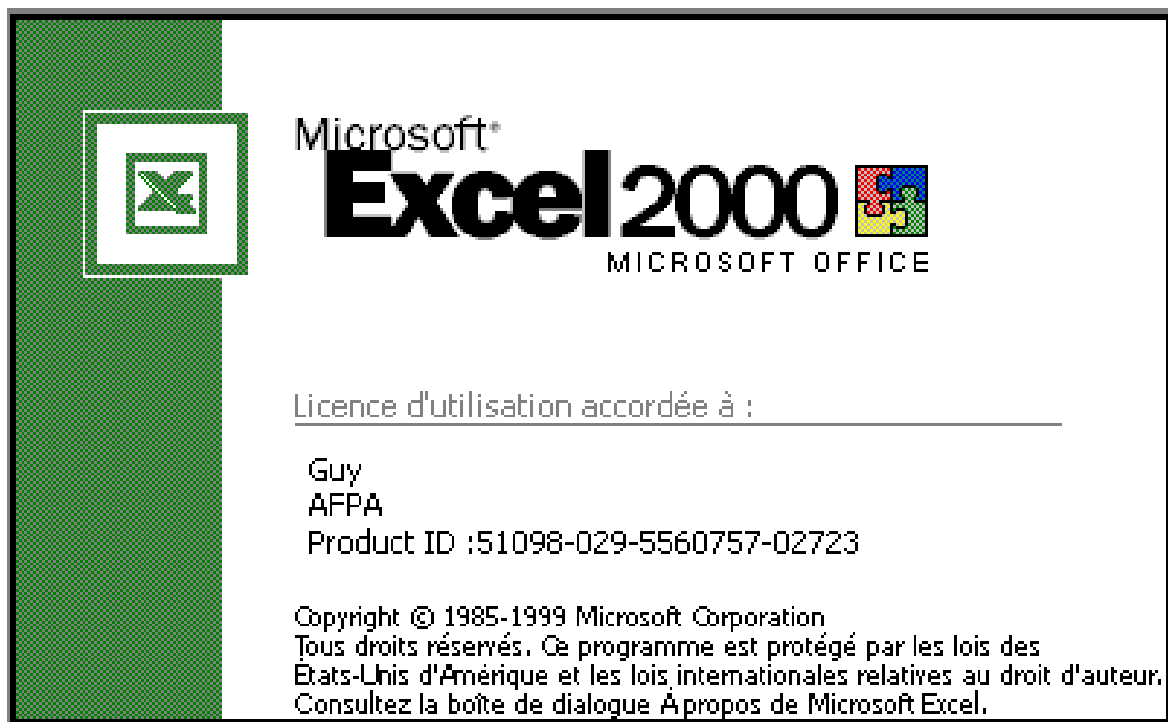 Microsoft®
Excel 2000
MICROSOFT OFFICE
Licence d'utilisation accordée à :
Guy
AFPA
Product ID :51098-029-5560757-02723
Copyright © 1985-1999 Microsoft Corporation
Tous droits réservés. Ce programme est protégé par les lois des
États-Unis d'Amérique et les lois internationales relatives au droit d'auteur.
Consultez la boîte de dialogue À propos de Microsoft Excel.